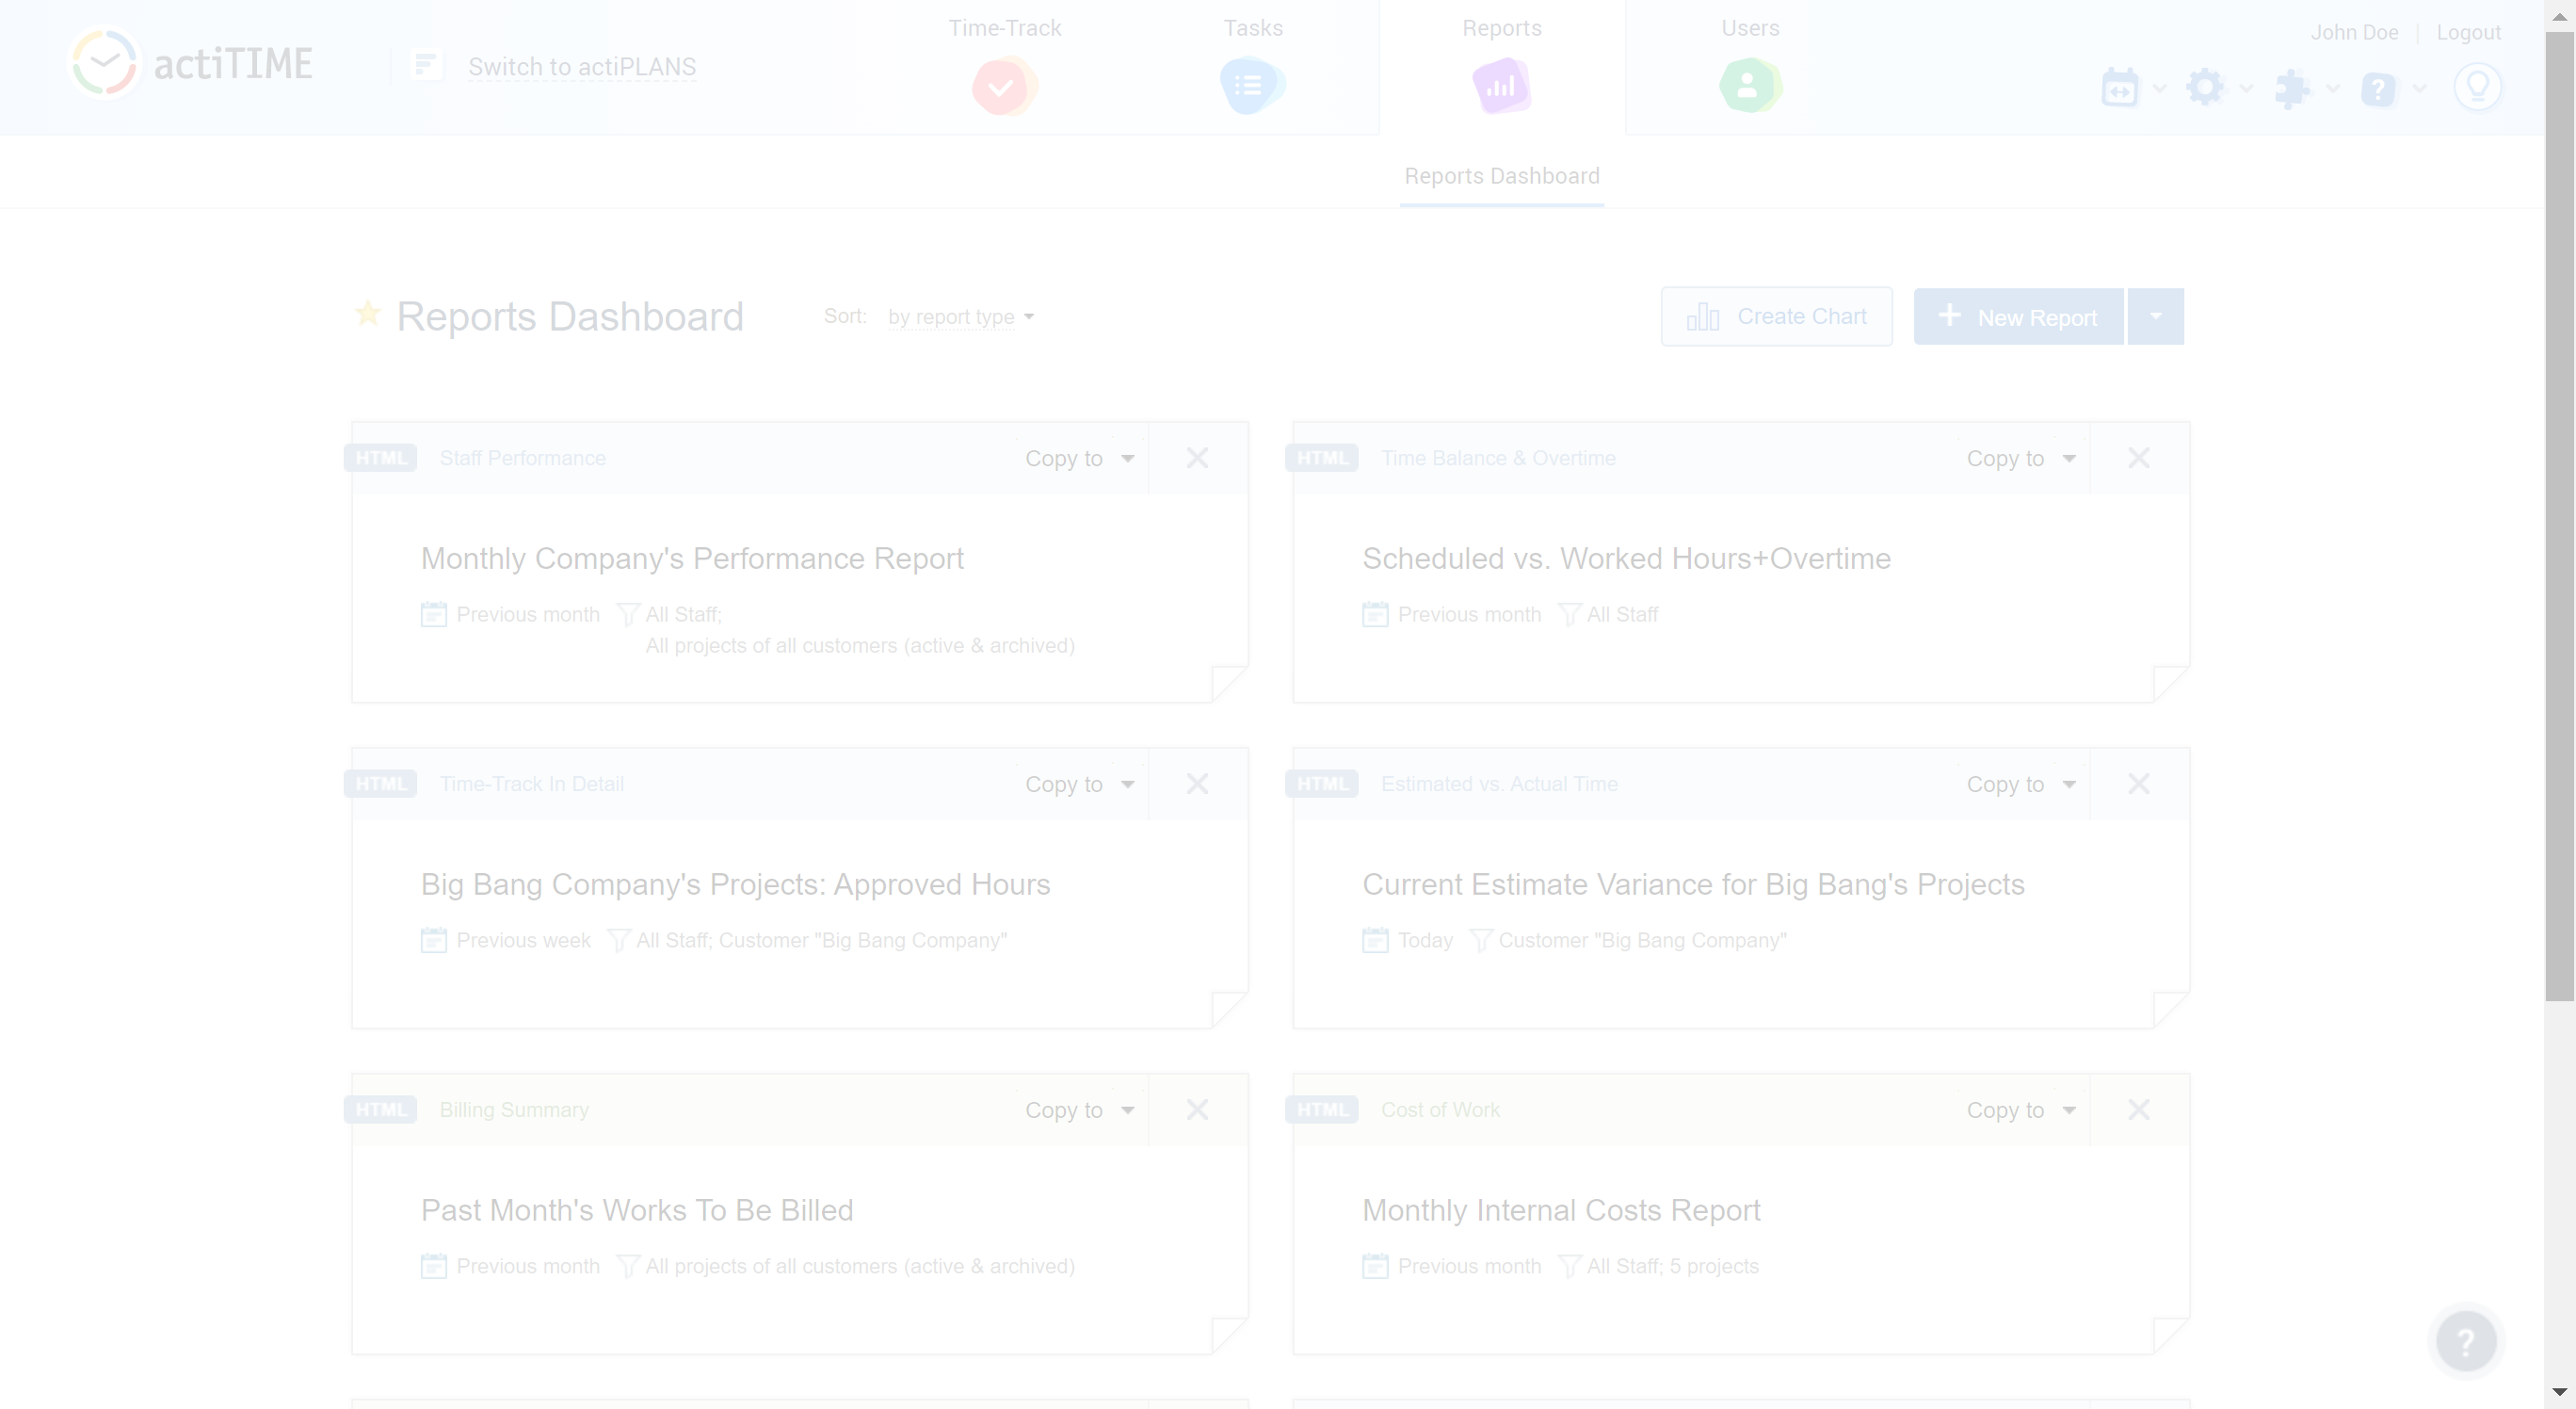 actiTIME
Switch to actiPLANS
Time-Track
Tasks
Reports
Users
John Doe
Logout
Reports Dashboard
Reports Dashboard
Sort: by report type
Create Chart
New Report
HTML Staff Performance Copy to
Monthly Company's Performance Report
Previous month All Staff;
All projects of all customers (active & archived)
HTML Time Balance & Overtime Copy to
Scheduled vs. Worked Hours+Overtime
Previous month All Staff
HTML Time-Track In Detail Copy to
Big Bang Company's Projects: Approved Hours
Previous week All Staff; Customer "Big Bang Company"
HTML Estimated vs. Actual Time Copy to
Current Estimate Variance for Big Bang's Projects
Today Customer "Big Bang Company"
HTML Billing Summary Copy to
Past Month's Works To Be Billed
Previous month All projects of all customers (active & archived)
HTML Cost of Work Copy to
Monthly Internal Costs Report
Previous month All Staff; 5 projects
?